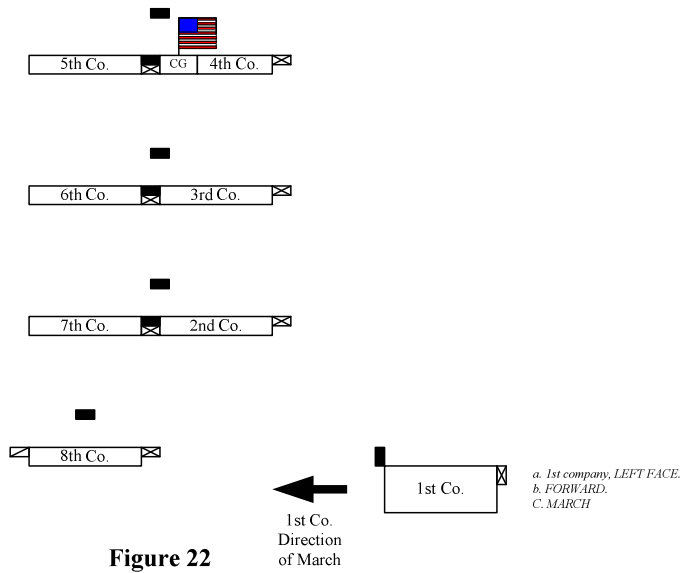 5th Co. CG 4th Co.
6th Co. 3rd Co.
7th Co. 2nd Co.
8th Co.
1st Co.
a. 1st company, LEFT FACE.
b. FORWARD.
C. MARCH
1st Co.
Direction
of March
Figure 22